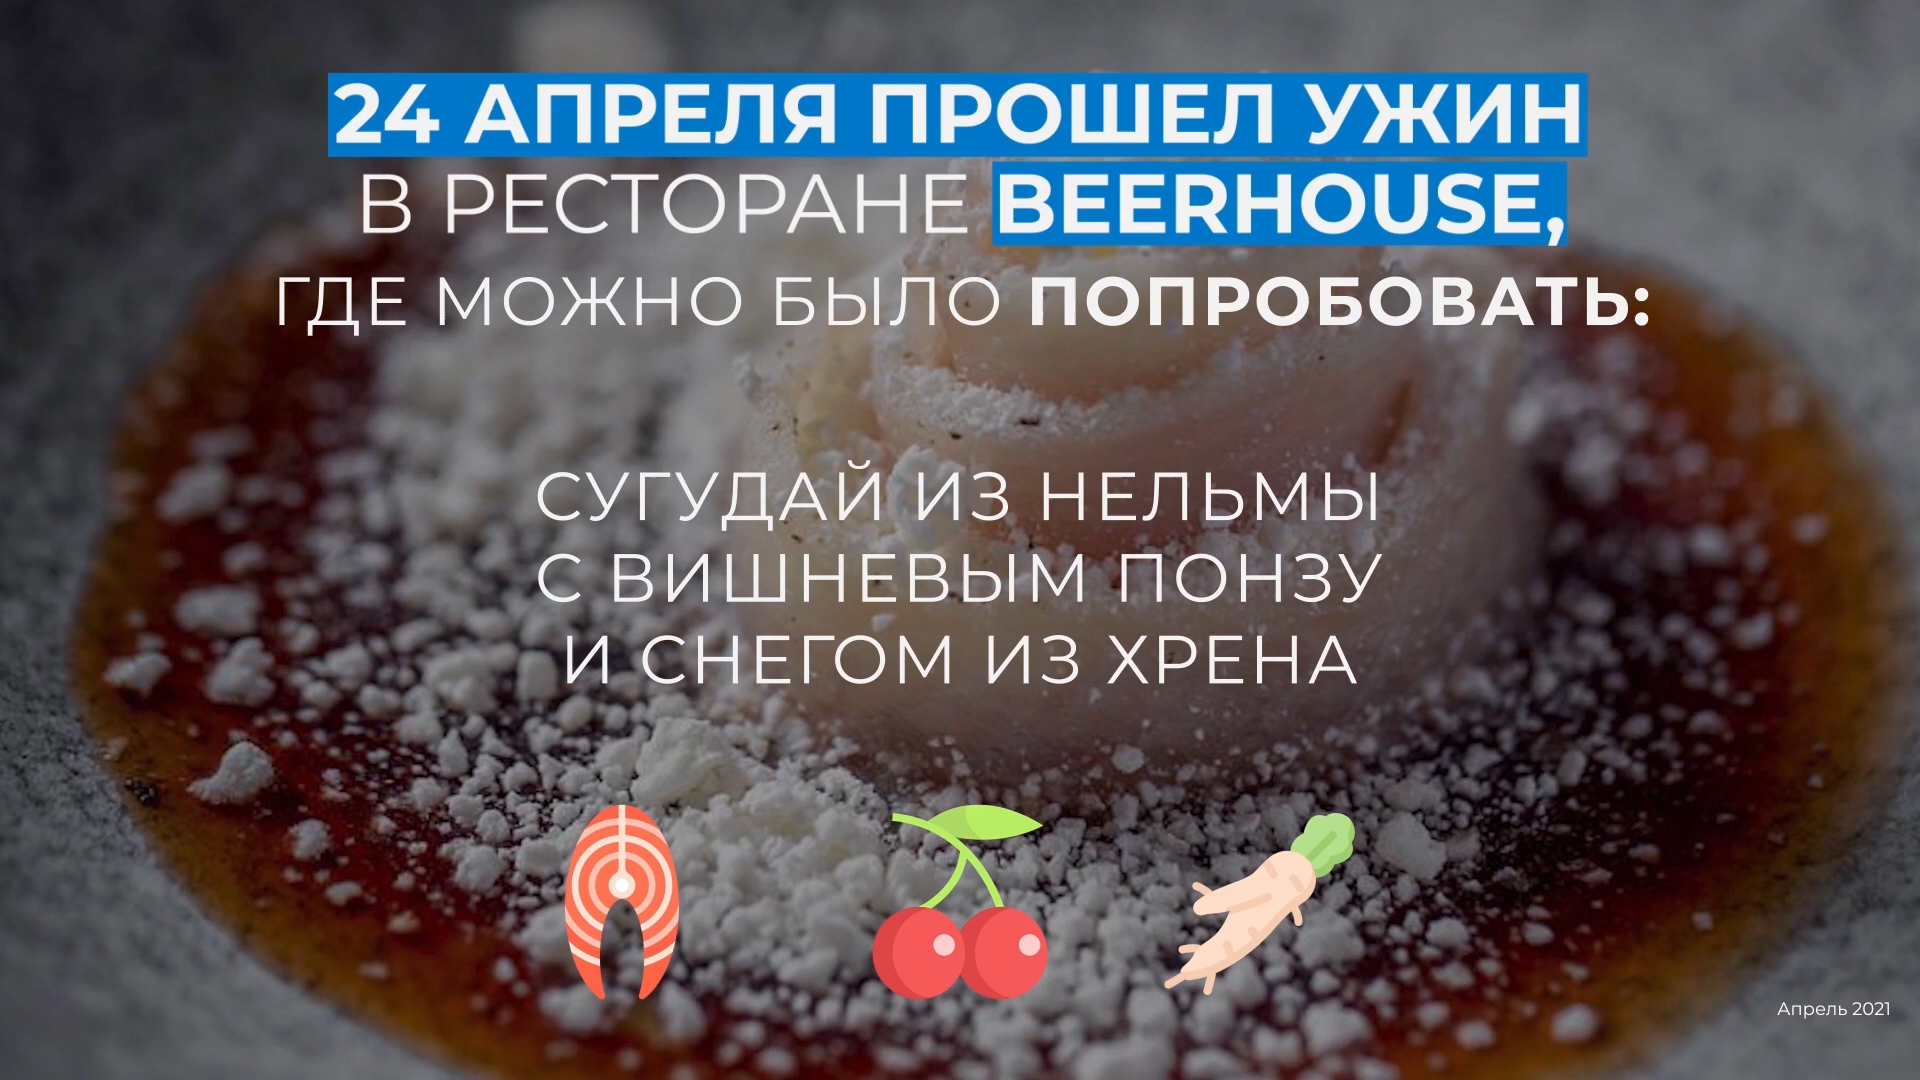 24 АПРЕЛЯ ПРОШЕЛ УЖИН
В РЕСТОРАНЕ BEERHOUSE,
ГДЕ МОЖНО БЫЛО ПОПРОБОВАТЬ:
СУГУДАЙ ИЗ НЕЛЬМЫ
С ВИШНЕВЫМ ПОНЗУ
И СНЕГОМ ИЗ ХРЕНА
Апрель 2021